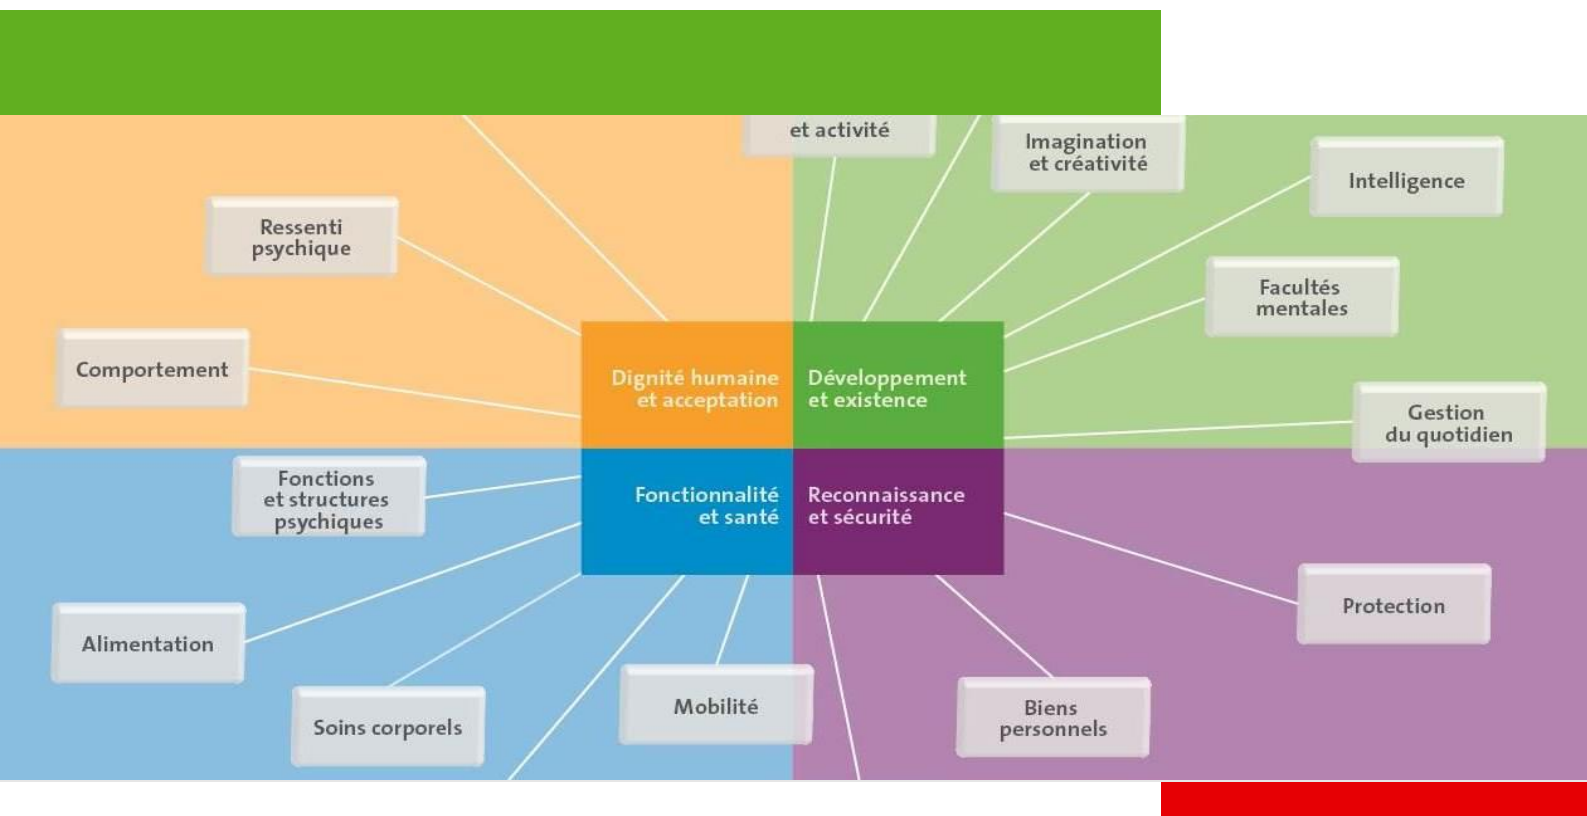 et activité
Imagination
et créativité
Intelligence
Ressenti
psychique
Facultés
mentales
Comportement
Dignité humaine
et acceptation
Développement
et existence
Gestion
du quotidien
Fonctions
et structures
psychiques
Fonctionnalité
et santé
Reconnaissance
et sécurité
Protection
Alimentation
Soins corporels
Mobilité
Biens
personnels